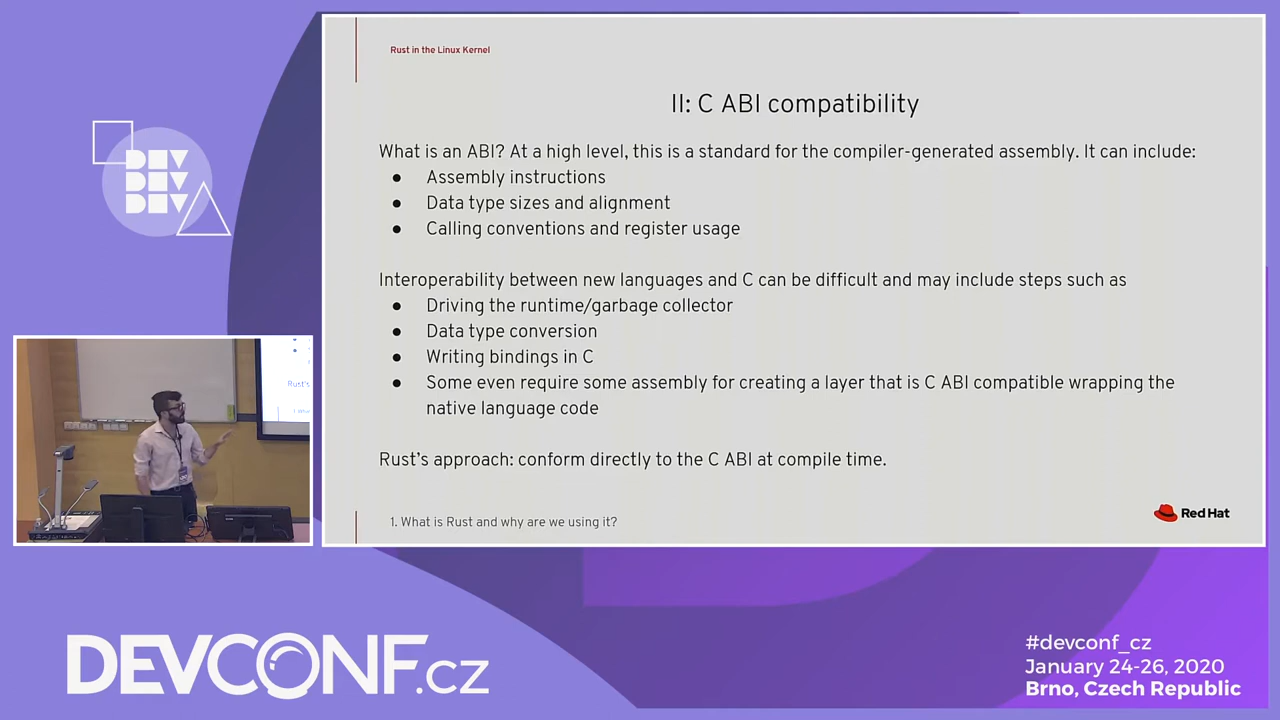 Rust in the Linux Kernel
II: C ABI compatibility
What is an ABI? At a high level, this is a standard for the compiler-generated assembly. It can include:
● Assembly instructions
● Data type sizes and alignment
● Calling conventions and register usage
Interoperability between new languages and C can be difficult and may include steps such as
● Driving the runtime/garbage collector
● Data type conversion
● Writing bindings in C
● Some even require some assembly for creating a layer that is C ABI compatible wrapping the
native language code
Rust's approach: conform directly to the C ABI at compile time.
1. What is Rust and why are we using it?
Red Hat
DEV
DEV
DEV
Rust's
DEVCONF.cz
#devconf_cz
January 24-26, 2020
Brno, Czech Republic